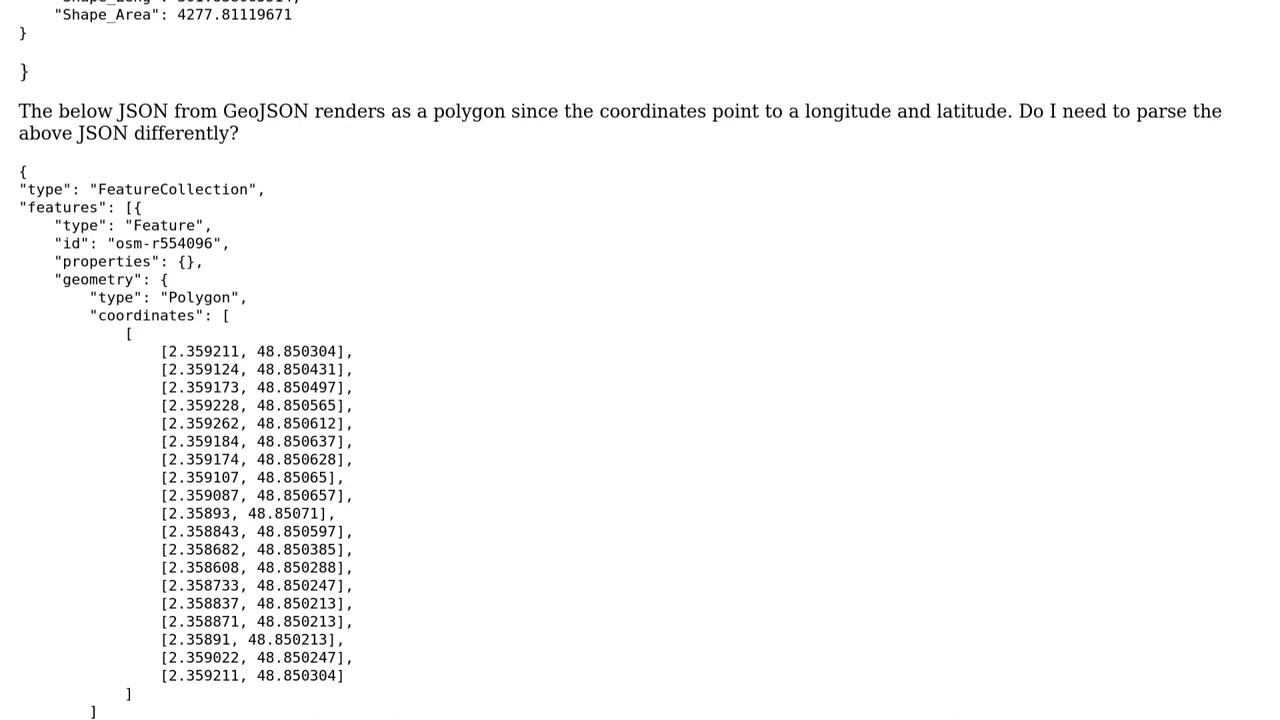 "Shape_Area": 4277.81119671
}
}
The below JSON from GeoJSON renders as a polygon since the coordinates point to a longitude and latitude. Do I need to parse the
above JSON differently?
{
"type": "FeatureCollection",
"features": [{
"type": "Feature",
"id": "osm-r554096",
"properties": {},
"geometry": {
"type": "Polygon",
"coordinates": [
[
[2.359211, 48.850304],
[2.359124, 48.850431],
[2.359173, 48.850497],
[2.359228, 48.850565],
[2.359262, 48.850612],
[2.359184, 48.850637],
[2.359174, 48.850628],
[2.359107, 48.85065],
[2.359087, 48.850657],
[2.35893, 48.85071],
[2.358843, 48.850597],
[2.358682, 48.850385],
[2.358608, 48.850288],
[2.358733, 48.850247],
[2.358837, 48.850213],
[2.358871, 48.850213],
[2.35891, 48.850213],
[2.359022, 48.850247],
[2.359211, 48.850304]
]
]